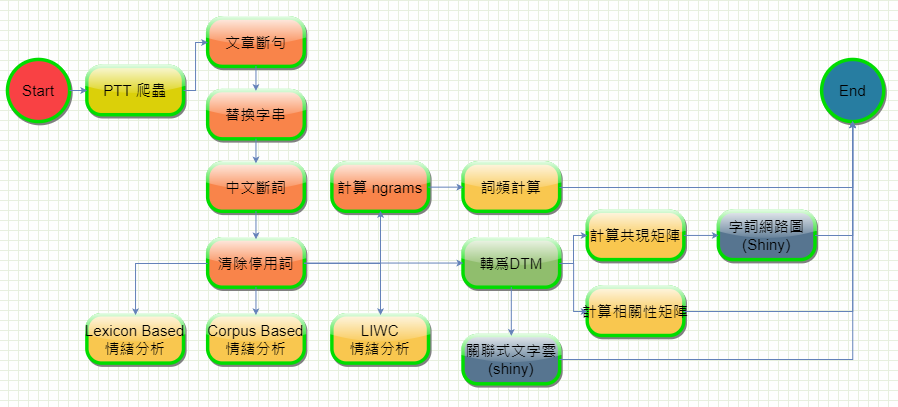 Start
PTT 爬蟲
文章斷句
替換字串
中文斷詞
清除停用詞
Lexicon Based
情緒分析
Corpus Based
情緒分析
LIWC
情緒分析
計算 ngrams
詞頻計算
轉爲DTM
計算共現矩陣
字詞網路圖
(Shiny)
計算相關性矩陣
關聯式文字雲
(shiny)
End